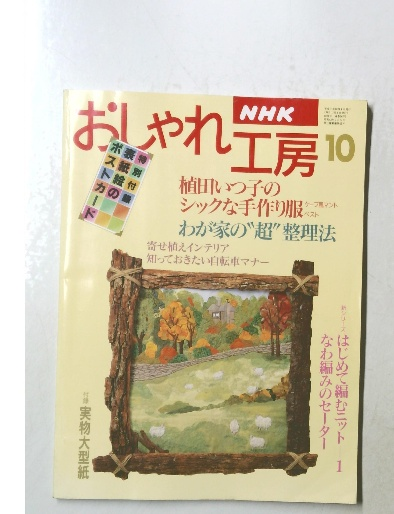 NHK
おしゃれ
工房
10
特別付録
表紙絵の
ポストカード
植田いつ子の
シックな手作り服
ケープ風マント
ベスト
わが家の"超"整理法
寄せ植えインテリア
知っておきたい自転車マナー
新シリーズ
はじめて編むニット
なわ編みのセーター
1
付録
実物大型紙